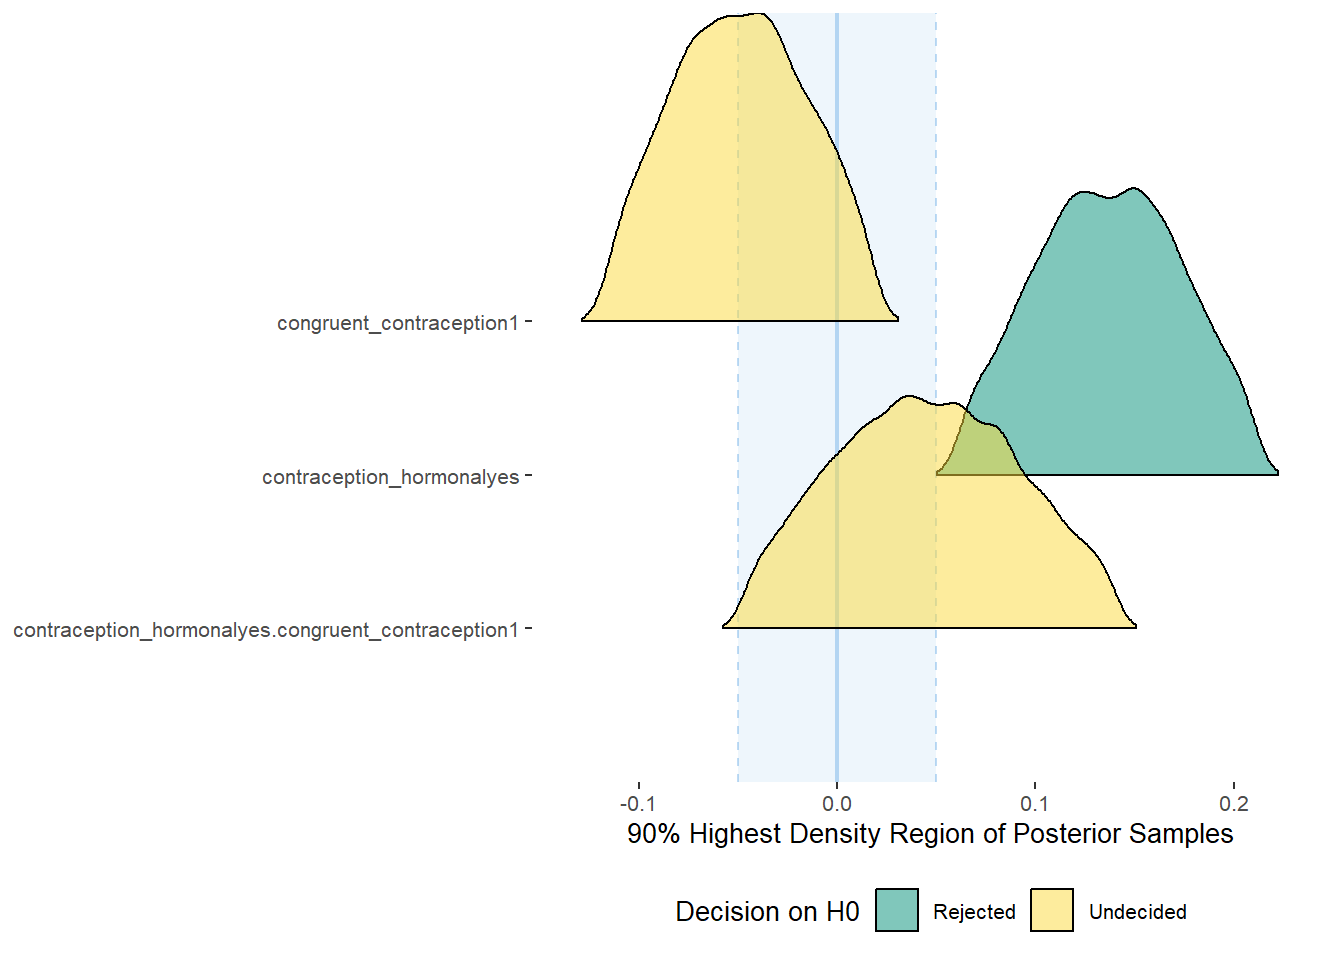 congruent_contraception1
contraception_hormonalyes
contraception_hormonalyes.congruent_contraception1
-0.1 0.0 0.1 0.2
90% Highest Density Region of Posterior Samples
Decision on H0 Rejected Undecided